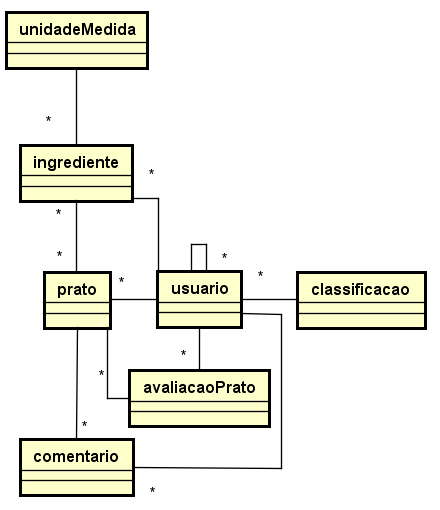 unidadeMedida
*
ingrediente
*
*
*
prato
*
usuario
*
*
classificacao
*
*
avaliacaoPrato
*
comentario
*